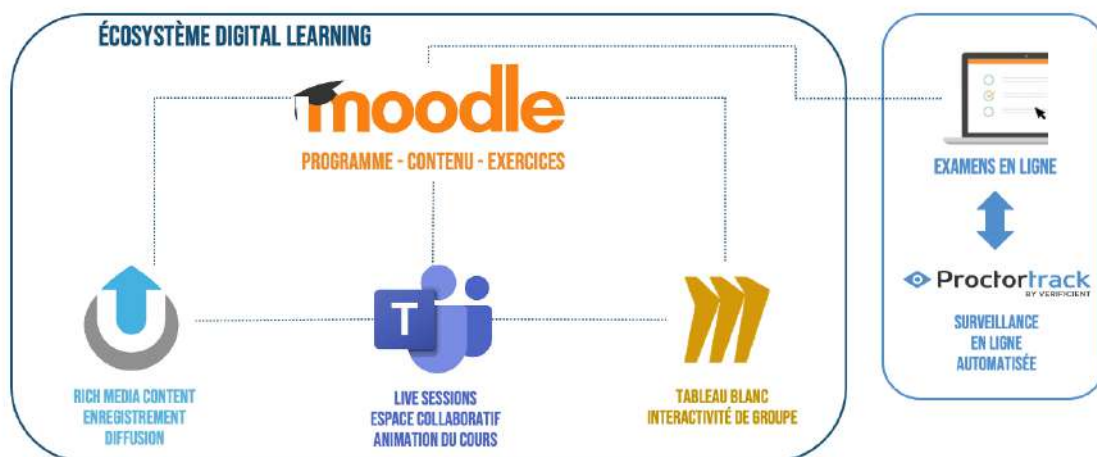 ÉCOSYSTÈME DIGITAL LEARNING
moodle
PROGRAMME - CONTENU - EXERCICES
RICH MEDIA CONTENT
ENREGISTREMENT
DIFFUSION
T
LIVE SESSIONS
ESPACE COLLABORATIF
ANIMATION DU COURS
TABLEAU BLANC
INTERACTIVITÉ DE GROUPE
EXAMENS EN LIGNE
Proctortrack
BY VERIFICIENT
SURVEILLANCE
EN LIGNE
AUTOMATISÉE